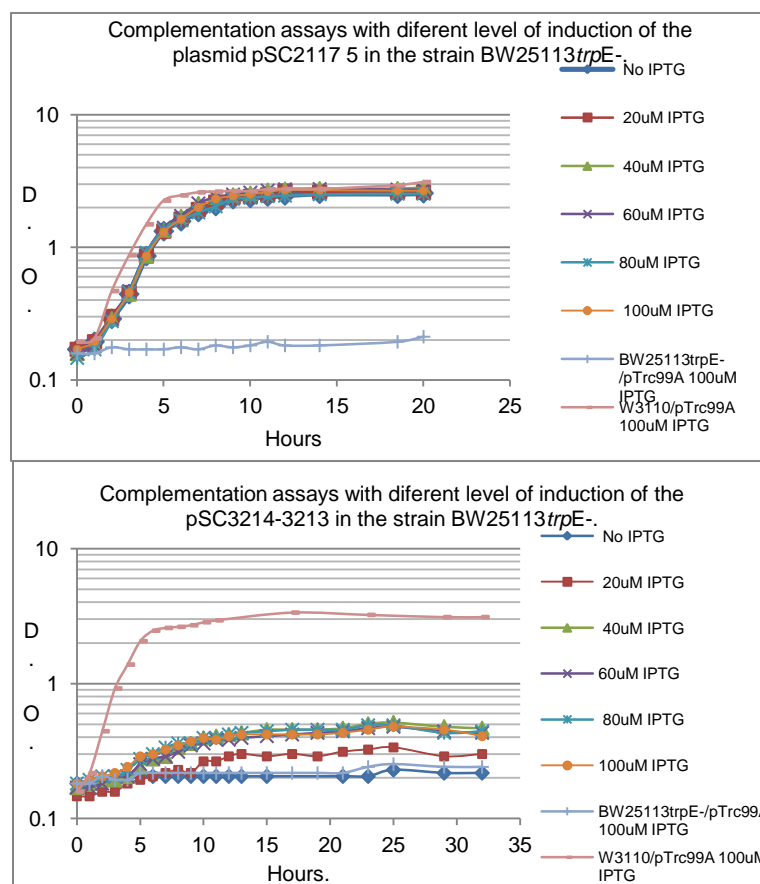 Complementation assays with diferent level of induction of the
plasmid pSC2117 5 in the strain BW25113trpE-.
No IPTG
20uM IPTG
40uM IPTG
60uM IPTG
80uM IPTG
100uM IPTG
BW25113trpE-
/pTrc99A 100uM
IPTG
W3110/pTrc99A
100uM IPTG
D.
O.
10
1
0.1
0 5 10 15 20 25
Hours
Complementation assays with diferent level of induction of the
pSC3214-3213 in the strain BW25113trpE-.
No IPTG
20uM IPTG
40uM IPTG
60uM IPTG
80uM IPTG
100uM IPTG
BW25113trpE-/pTrc99A
100uM IPTG
W3110/pTrc99A 100uM
IPTG
D.
O.
10
1
0.1
0 5 10 15 20 25 30 35
Hours.